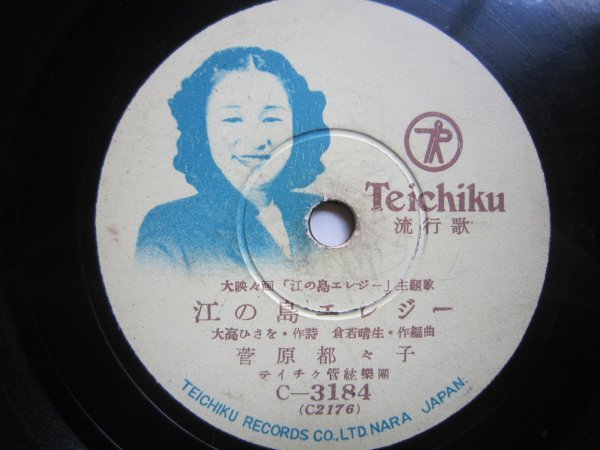 Teichiku
流行歌
大映々画「江の島エレジー」主題歌
江の島エレジー
大高ひさを・作詩 倉若晴生・作編曲
菅原都々子
テイチク管絃樂團
C—3184
(C2176)
TEICHIKU RECORDS CO., LTD. NARA JAPAN.